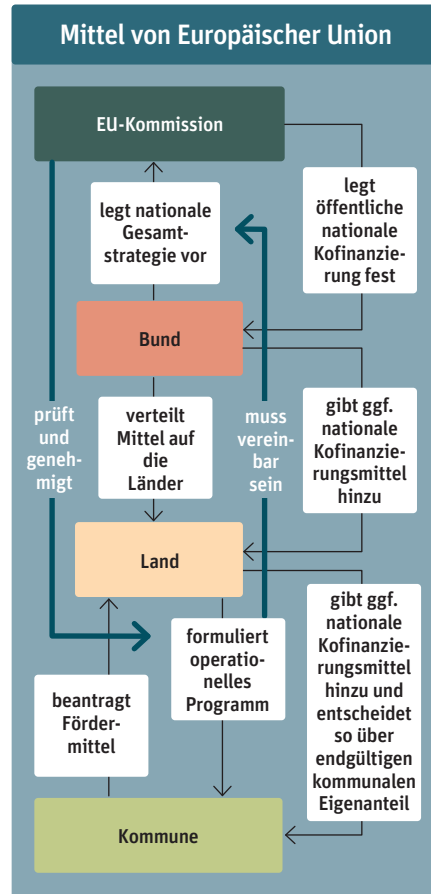 Mittel von Europäischer Union
EU-Kommission
legt nationale
Gesamt-
strategie vor
legt
öffentliche
nationale
Kofinanzie-
rung fest
Bund
prüft
und
geneh-
migt
verteilt
Mittel auf
die
Länder
muss
verein-
bar
sein
gibt ggf.
nationale
Kofinanzie-
rungsmittel
hinzu
Land
formuliert
operatio-
nelles
Programm
gibt ggf.
nationale
Kofinanzie-
rungsmittel
hinzu und
entscheidet
so über
endgültigen
kommunalen
Eigenanteil
beantragt
Förder-
mittel
Kommune